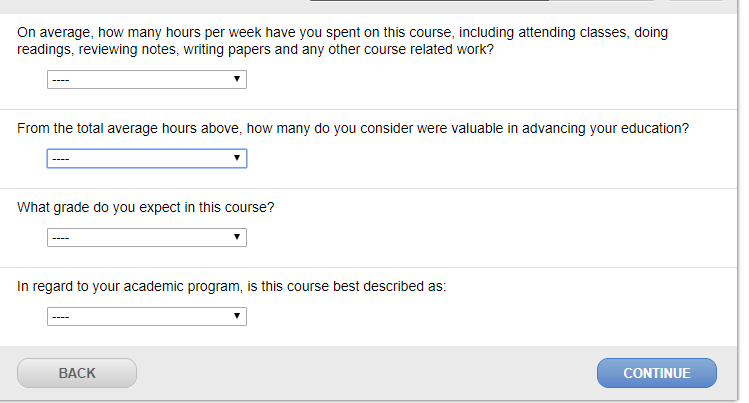 On average, how many hours per week have you spent on this course, including attending classes, doing
readings, reviewing notes, writing papers and any other course related work?
----
From the total average hours above, how many do you consider were valuable in advancing your education?
----
What grade do you expect in this course?
----
In regard to your academic program, is this course best described as:
----
BACK
CONTINUE